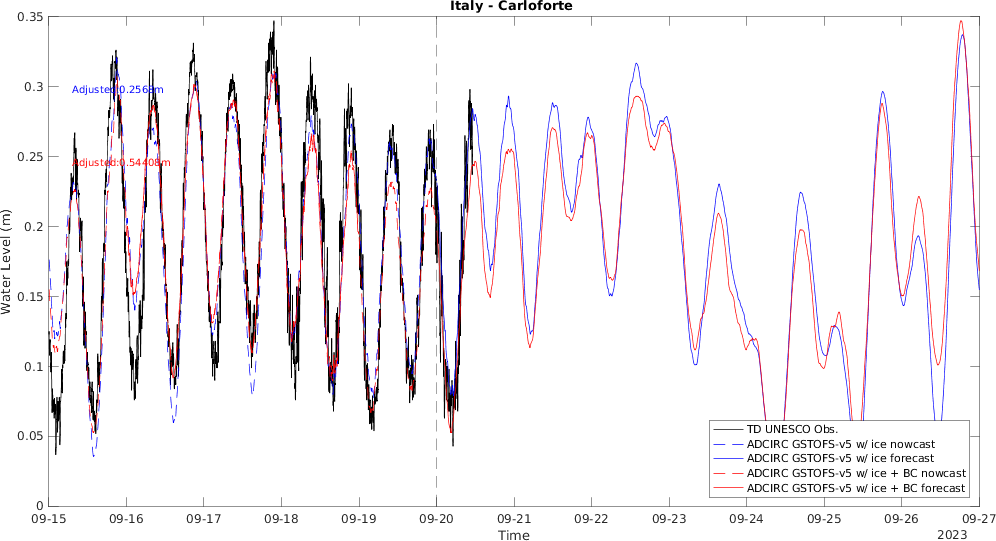 Italy - Carloforte
0.35
0.3
0.25
0.2
0.15
0.1
0.05
0
Water Level (m)
Adjusted:0.2568m
Adjusted:0.54408m
TD UNESCO Obs.
ADCIRC GSTOFS-v5 w/ ice nowcast
ADCIRC GSTOFS-v5 w/ ice forecast
ADCIRC GSTOFS-v5 w/ ice + BC nowcast
ADCIRC GSTOFS-v5 w/ ice + BC forecast
09-15 09-16 09-17 09-18 09-19 09-20 09-21 09-22 09-23 09-24 09-25 09-26 09-27
Time
2023